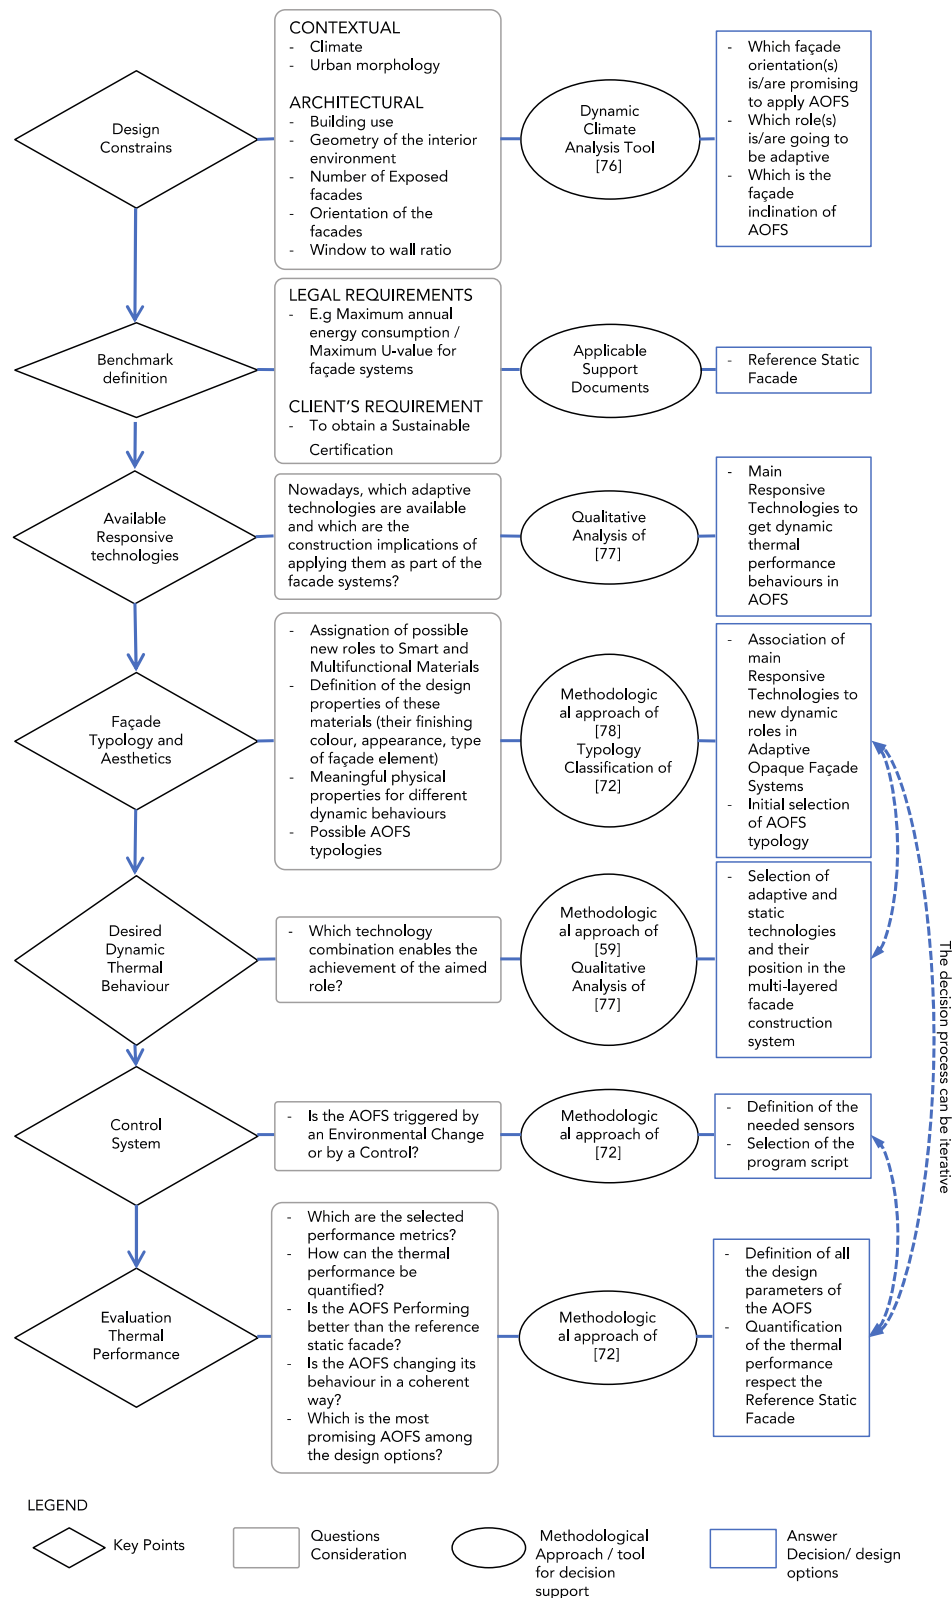 Design
Constrains
CONTEXTUAL
- Climate
- Urban morphology
ARCHITECTURAL
- Building use
- Geometry of the interior
environment
- Number of Exposed
facades
- Orientation of the
facades
- Window to wall ratio
Dynamic
Climate
Analysis Tool
[76]
- Which façade
orientation(s)
is/are promising
to apply AOFS
- Which role(s)
is/are going to
be adaptive
- Which is the
façade
inclination of
AOFS
Benchmark
definition
LEGAL REQUIREMENTS
- E.g Maximum annual
energy consumption /
Maximum U-value for
façade systems
CLIENT'S REQUIREMENT
- To obtain a Sustainable
Certification
Applicable
Support
Documents
- Reference Static
Facade
Available
Responsive
technologies
Nowadays, which adaptive
technologies are available
and which are the
construction implications of
applying them as part of the
facade systems?
Qualitative
Analysis of
[77]
- Main
Responsive
Technologies to
get dynamic
thermal
performance
behaviours in
AOFS
Façade
Typology and
Aesthetics
- Assignation of possible
new roles to Smart and
Multifunctional Materials
- Definition of the design
properties of these
materials (their finishing
colour, appearance, type
of façade element)
- Meaningful physical
properties for different
dynamic behaviours
- Possible AOFS
typologies
Methodologic
al approach of
[78]
Typology
Classification of
[72]
- Association of
main
Responsive
Technologies to
new dynamic
roles in
Adaptive
Opaque Façade
Systems
- Initial selection
of AOFS
typology
Desired
Dynamic
Thermal
Behaviour
- Which technology
combination enables the
achievement of the aimed
role?
Methodologic
al approach of
[59]
Qualitative
Analysis of
[77]
- Selection of
adaptive and
static
technologies
and their
position in the
multi-layered
facade
construction
system
The decision process can be iterative
Control
System
- Is the AOFS triggered by
an Environmental Change
or by a Control?
Methodologic
al approach of
[72]
- Definition of the
needed sensors
- Selection of the
program script
Evaluation
Thermal
Performance
- Which are the selected
performance metrics?
- How can the thermal
performance be
quantified?
- Is the AOFS Performing
better than the reference
static facade?
- Is the AOFS changing its
behaviour in a coherent
way?
- Which is the most
promising AOFS among
the design options?
Methodologic
al approach of
[72]
- Definition of all
the design
parameters of
the AOFS
- Quantification
of the thermal
performance
respect the
Reference Static
Facade
LEGEND
Key Points
Questions
Consideration
Methodological
Approach / tool
for decision
support
Answer
Decision/ design
options